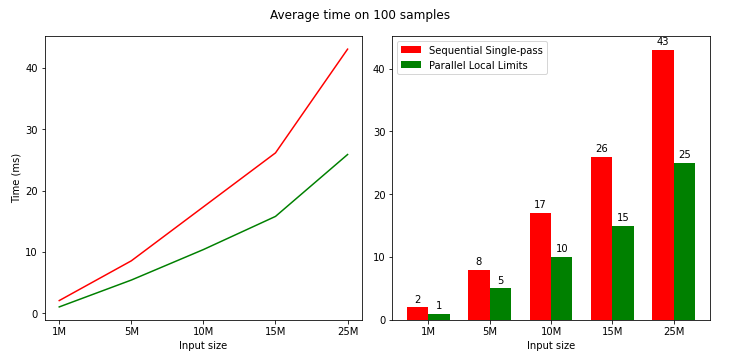 Average time on 100 samples
Time (ms)
40
30
20
10
0
1M 5M 10M 15M 25M
Input size
Sequential Single-pass
Parallel Local Limits
40
30
20
10
0
2 1 8 5 17 10 26 15 43 25
1M 5M 10M 15M 25M
Input size